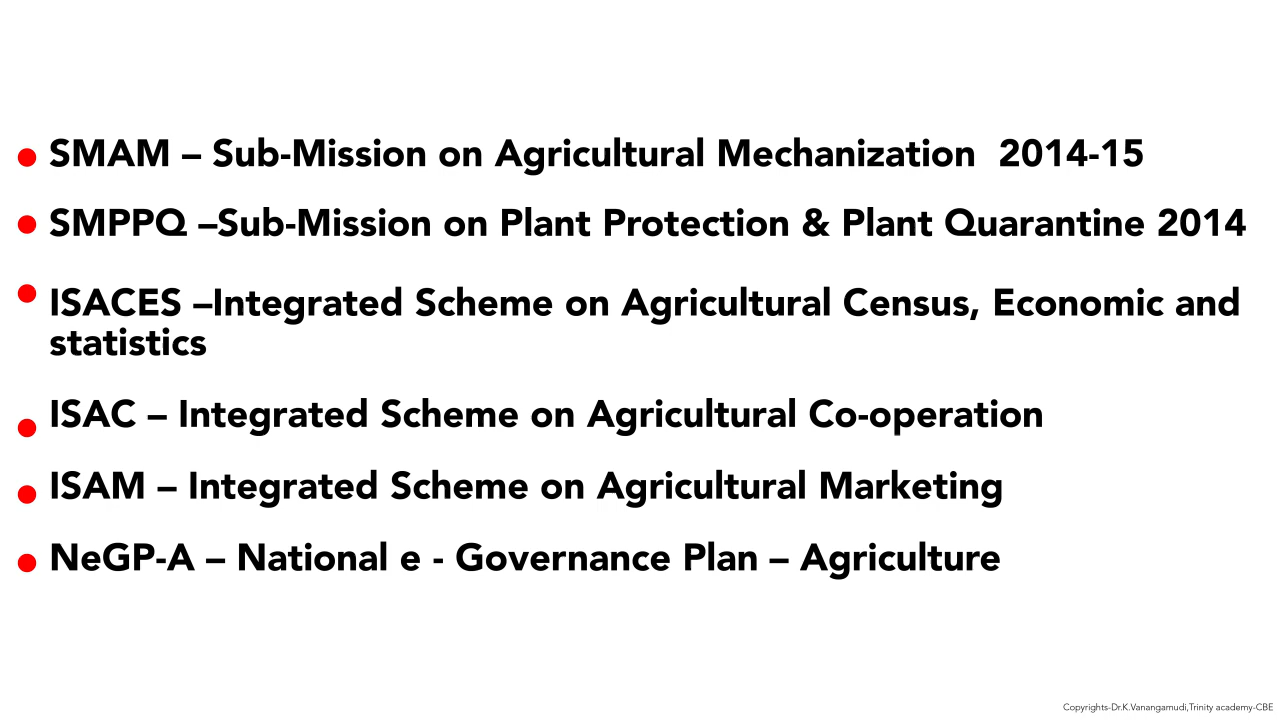 ● SMAM – Sub-Mission on Agricultural Mechanization  2014-15
● SMPPQ –Sub-Mission on Plant Protection & Plant Quarantine 2014
● ISACES –Integrated Scheme on Agricultural Census, Economic and
statistics
● ISAC – Integrated Scheme on Agricultural Co-operation
● ISAM – Integrated Scheme on Agricultural Marketing
● NeGP-A – National e - Governance Plan – Agriculture
Copyrights-Dr.K.Vanangamudi,Trinity academy-CBE